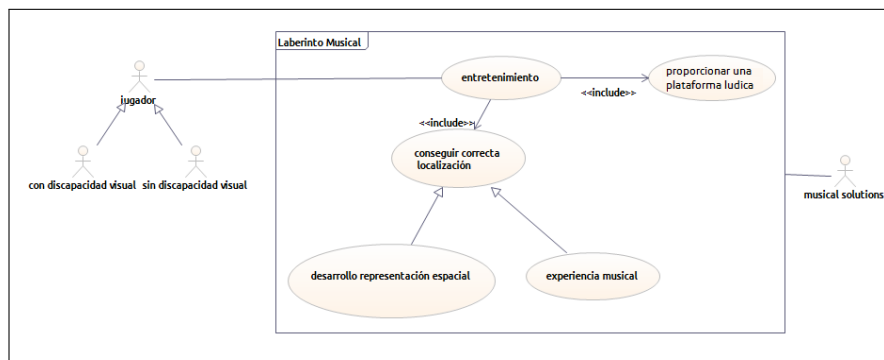 Laberinto Musical
entretenimiento
proporcionar una
plataforma ludica
<<include>>
jugador
<<include>>
conseguir correcta
localización
con discapacidad visual
sin discapacidad visual
musical solutions
desarrollo representación espacial
experiencia musical